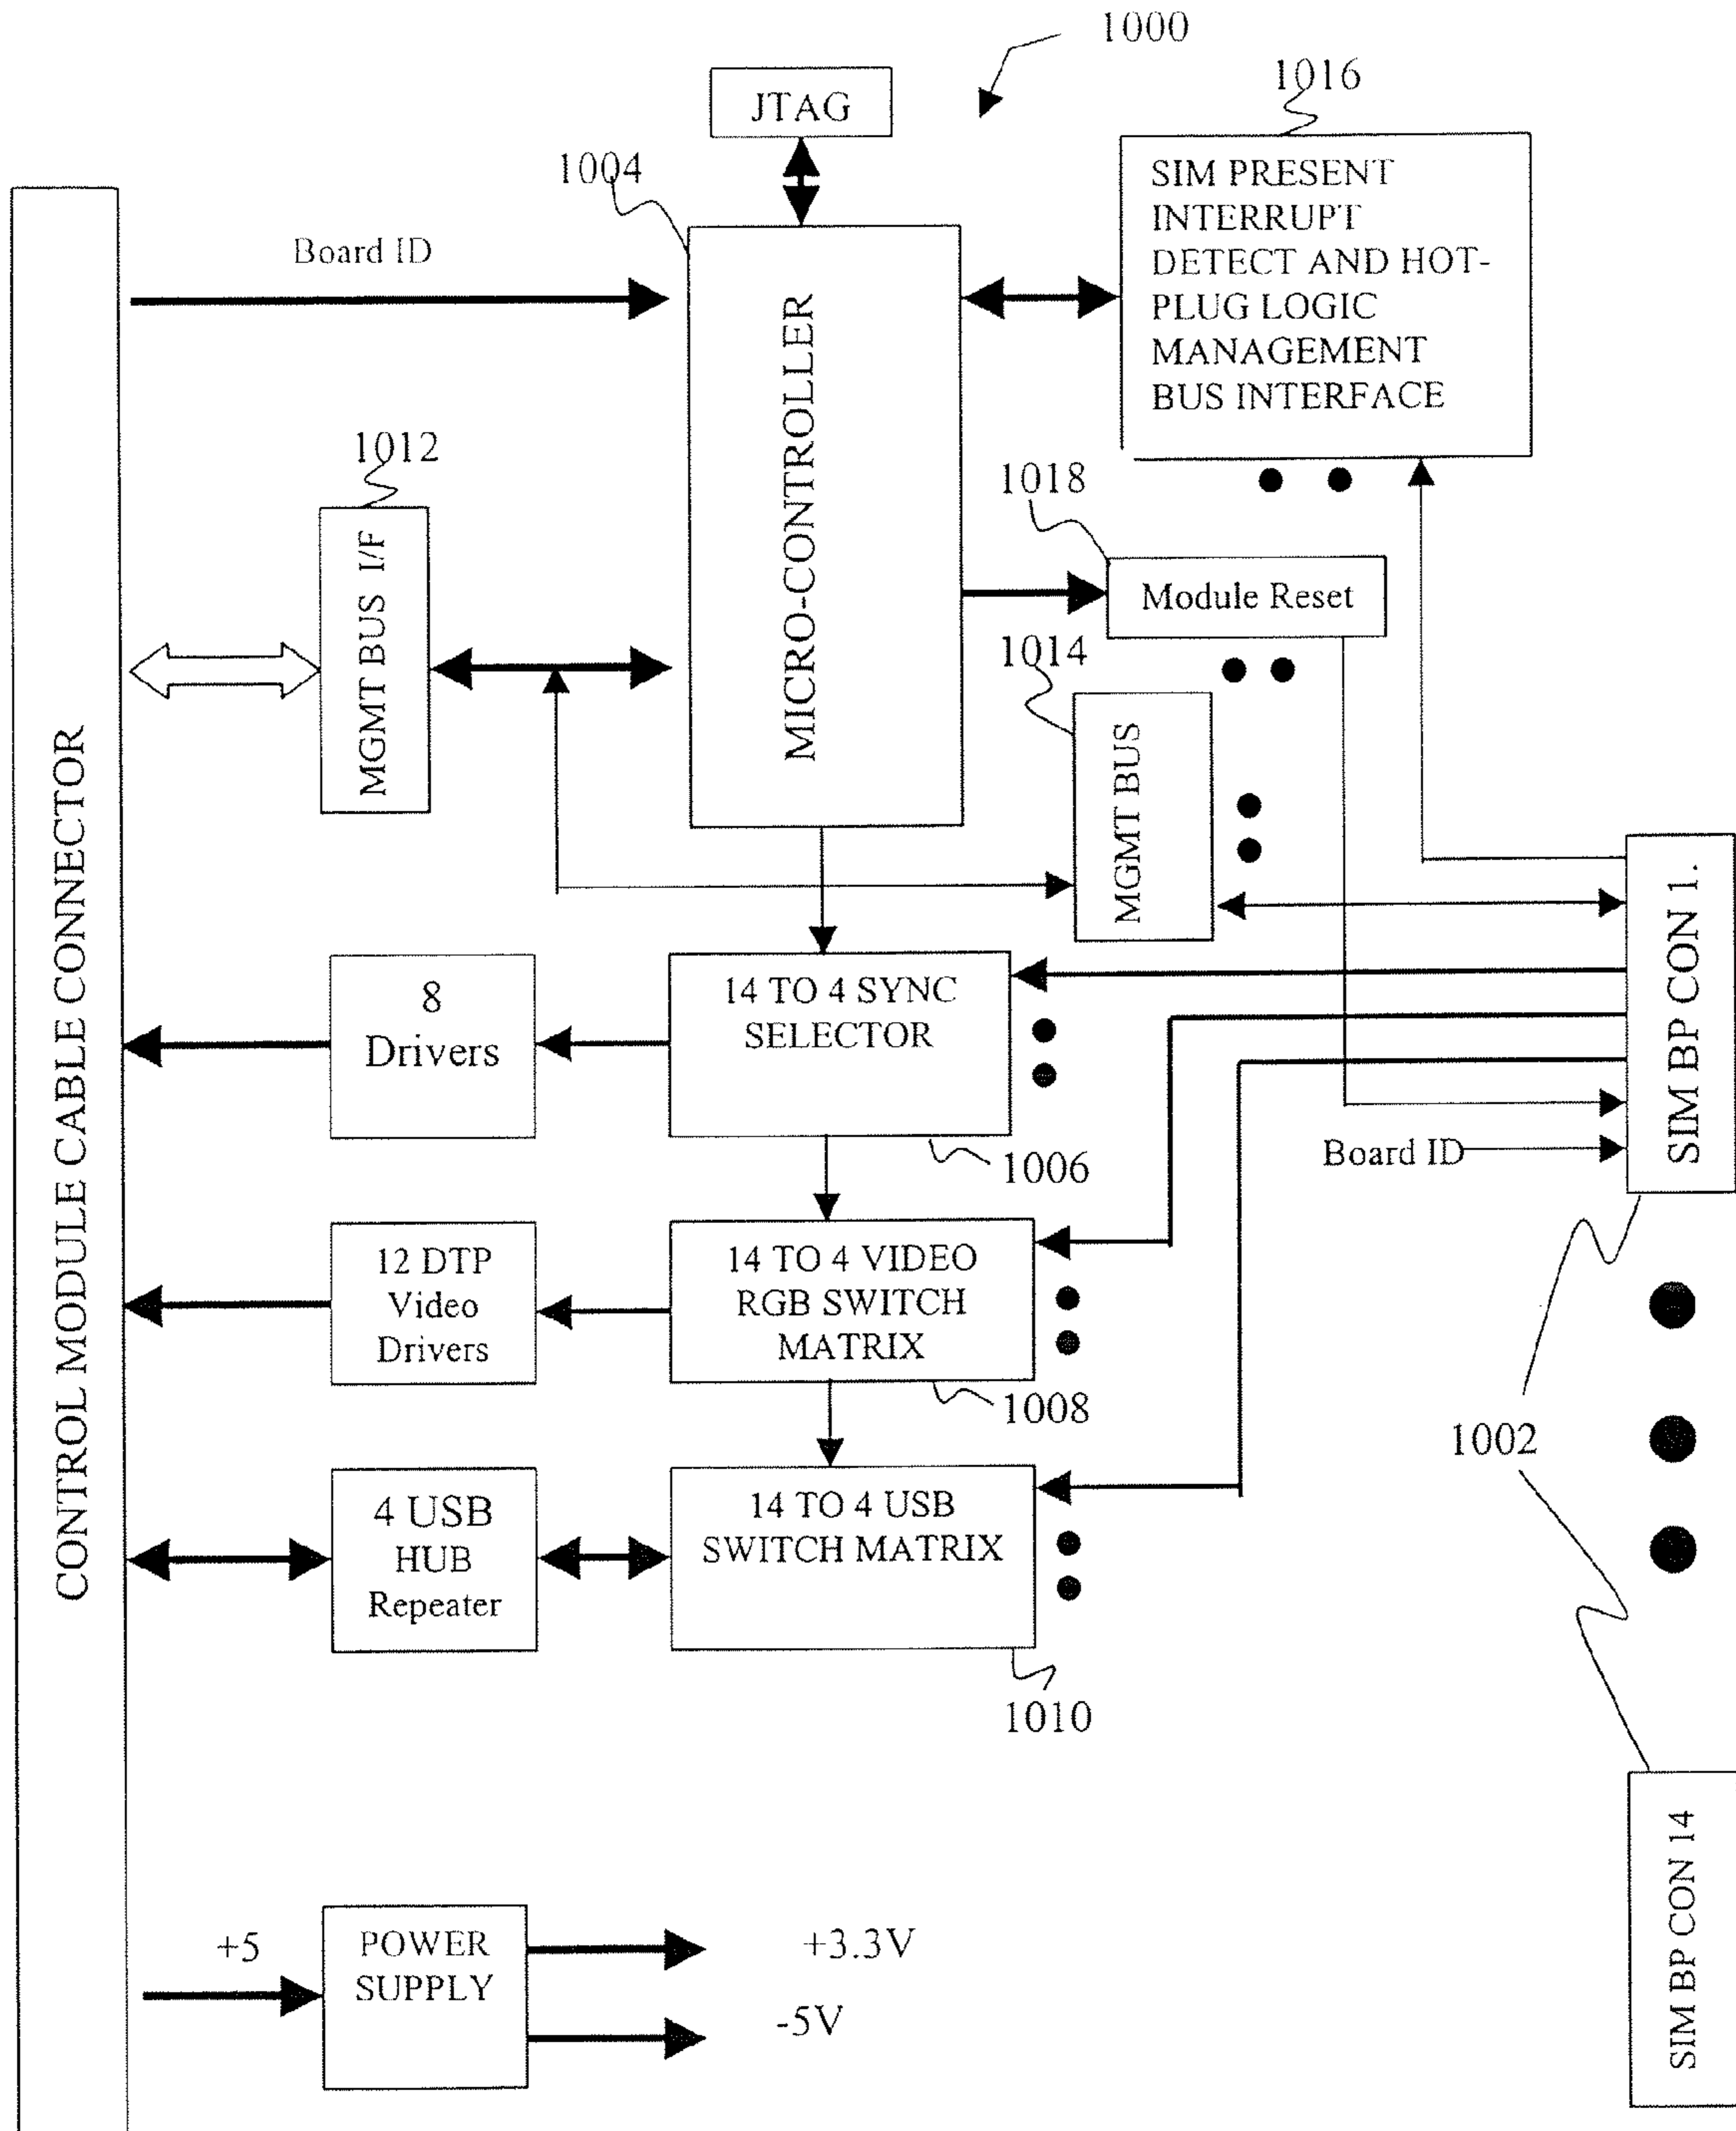 1000
JTAG
1016
1004
SIM PRESENT
INTERRUPT
DETECT AND HOT-
PLUG LOGIC
MANAGEMENT
BUS INTERFACE
Board ID
MICRO-CONTROLLER
1012
MGMT BUS I/F
1018
Module Reset
1014
MGMT BUS
CONTROL MODULE CABLE CONNECTOR
SIM BP CON 1.
8
Drivers
14 TO 4 SYNC
SELECTOR
1006
Board ID
12 DTP
Video
Drivers
14 TO 4 VIDEO
RGB SWITCH
MATRIX
1008
1002
4 USB
HUB
Repeater
14 TO 4 USB
SWITCH MATRIX
1010
SIM BP CON 14
+5
POWER
SUPPLY
+3.3V
-5V